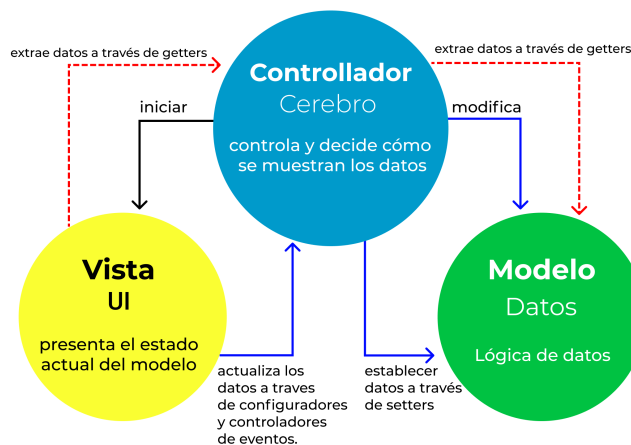 extrae datos a través de getters
extrae datos a través de getters
Controllador
Cerebro
controla y decide cómo
se muestran los datos
iniciar
modifica
Vista
UI
presenta el estado
actual del modelo
Modelo
Datos
Lógica de datos
actualiza los
datos a traves
de configuradores
y controladores
de eventos.
establecer
datos a través
de setters